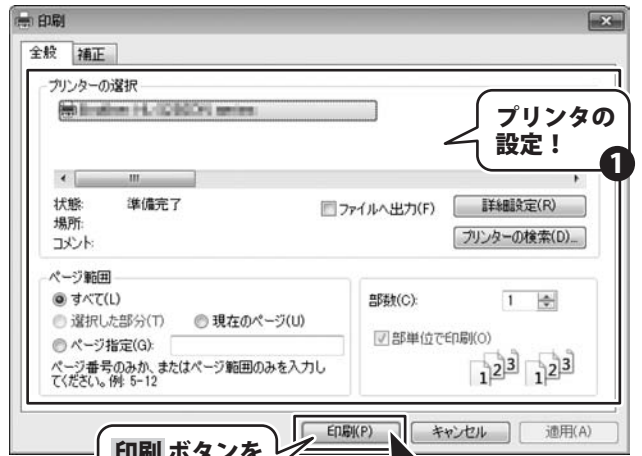 印刷
全般 補正
プリンターの選択
プリンタの
設定！
1
状態: 準備完了
ファイルへ出力(F)
詳細設定(R)
場所:
コメント:
プリンターの検索(D)...
ページ範囲
すべて(L)
選択した部分(T) 現在のページ(U)
ページ指定(G):
ページ番号のみか、またはページ範囲のみを入力し
てください。例: 5-12
部数(C): 1
部単位で印刷(O)
1 2 3 1 2 3
印刷(P) キャンセル 適用(A)
印刷 ボタンを